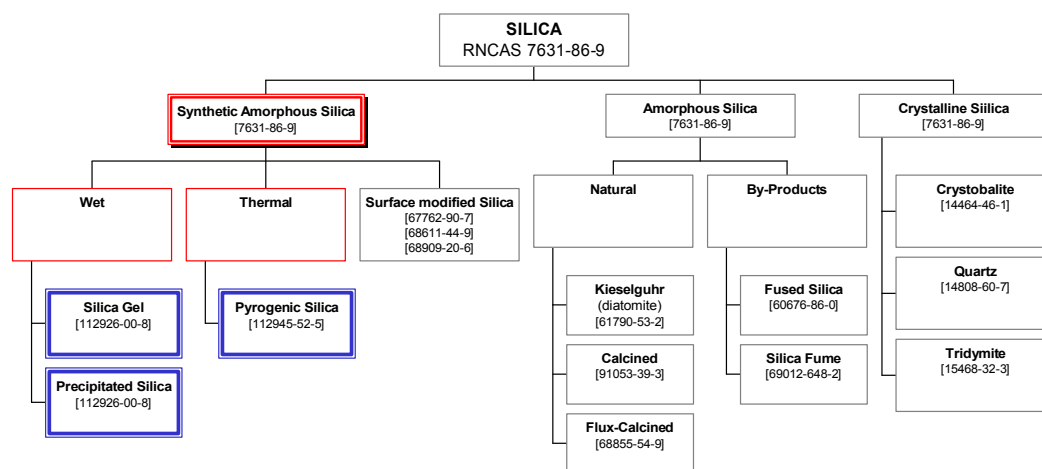 SILICA
RNCAS 7631-86-9
Synthetic Amorphous Silica
[7631-86-9]
Amorphous Silica
[7631-86-9]
Crystalline Siilica
[7631-86-9]
Wet
Thermal
Surface modified Silica
[67762-90-7]
[68611-44-9]
[68909-20-6]
Natural
By-Products
Crystobalite
[14464-46-1]
Silica Gel
[112926-00-8]
Pyrogenic Silica
[112945-52-5]
Kieselguhr
(diatomite)
[61790-53-2]
Fused Silica
[60676-86-0]
Quartz
[14808-60-7]
Precipitated Silica
[112926-00-8]
Calcined
[91053-39-3]
Silica Fume
[69012-648-2]
Tridymite
[15468-32-3]
Flux-Calcined
[68855-54-9]